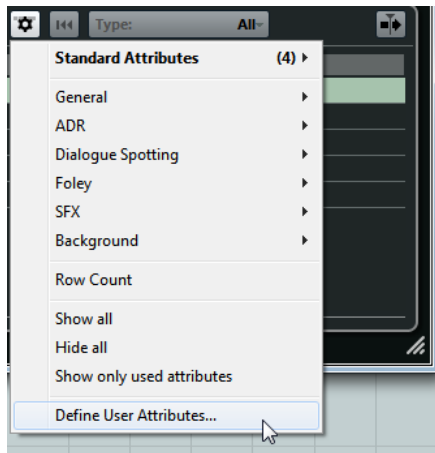 Type: All
Standard Attributes (4)
General
ADR
Dialogue Spotting
Foley
SFX
Background
Row Count
Show all
Hide all
Show only used attributes
Define User Attributes...